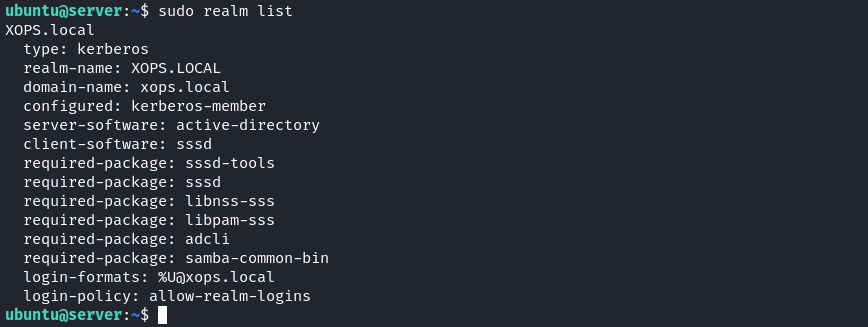 ubuntu@server:~$ sudo realm list
XOPS.local
  type: kerberos
  realm-name: XOPS.LOCAL
  domain-name: xops.local
  configured: kerberos-member
  server-software: active-directory
  client-software: sssd
  required-package: sssd-tools
  required-package: sssd
  required-package: libnss-sss
  required-package: libpam-sss
  required-package: adcli
  required-package: samba-common-bin
  login-formats: %U@xops.local
  login-policy: allow-realm-logins
ubuntu@server:~$